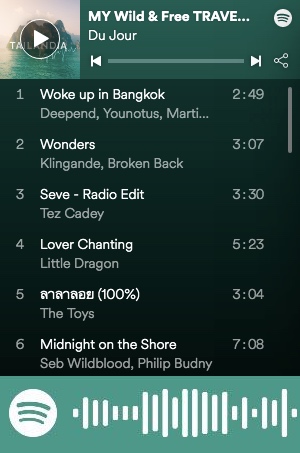 TAILANDIA
MY Wild & Free TRAVE...
Du Jour
1 Woke up in Bangkok 2:49
Deepend, Younotus, Marti...
2 Wonders 3:07
Klingande, Broken Back
3 Seve - Radio Edit 3:30
Tez Cadey
4 Lover Chanting 5:23
Little Dragon
5 ลาลาลอย (100%) 3:04
The Toys
6 Midnight on the Shore 7:08
Seb Wildblood, Philip Budny